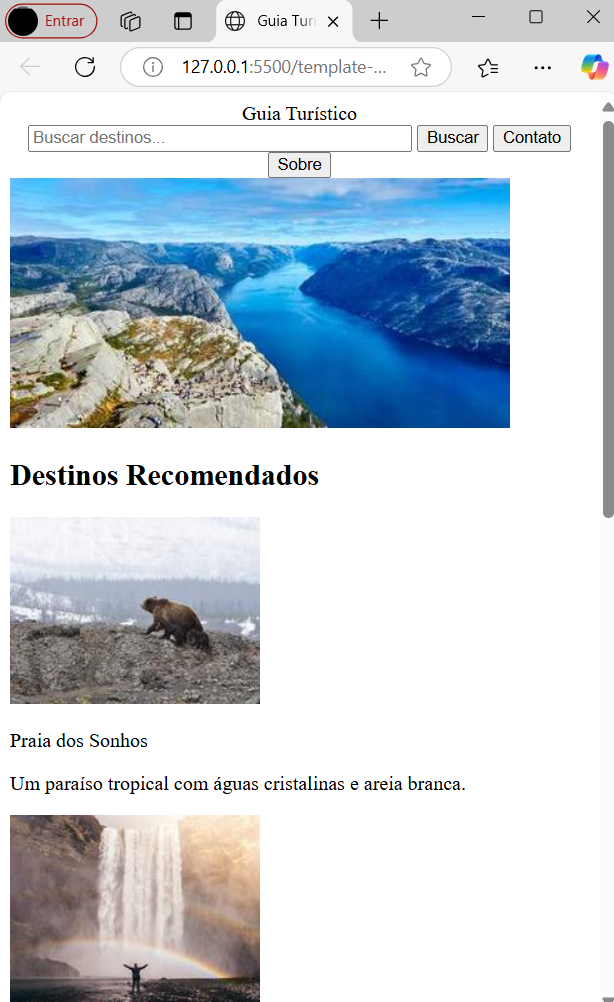 Entrar
Guia Turí
127.0.0.1:5500/template-...
Guia Turístico
Buscar destinos...
Buscar
Contato
Sobre
Destinos Recomendados
Praia dos Sonhos
Um paraíso tropical com águas cristalinas e areia branca.